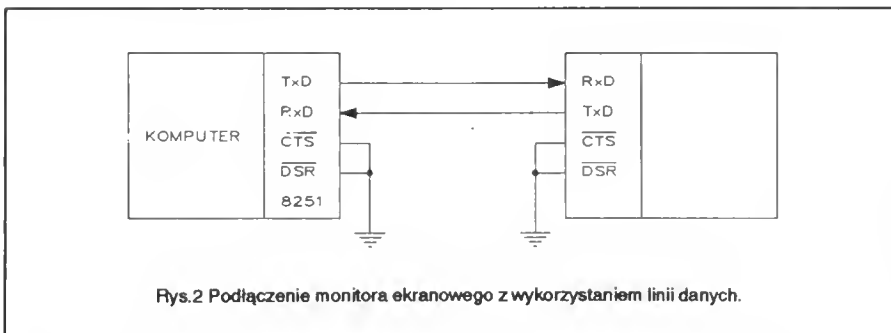 KOMPUTER
TxD
RxD
CTS
DSR
8251
RxD
TxD
CTS
DSR
Rys.2 Podłączenie monitora ekranowego z wykorzystaniem linii danych.